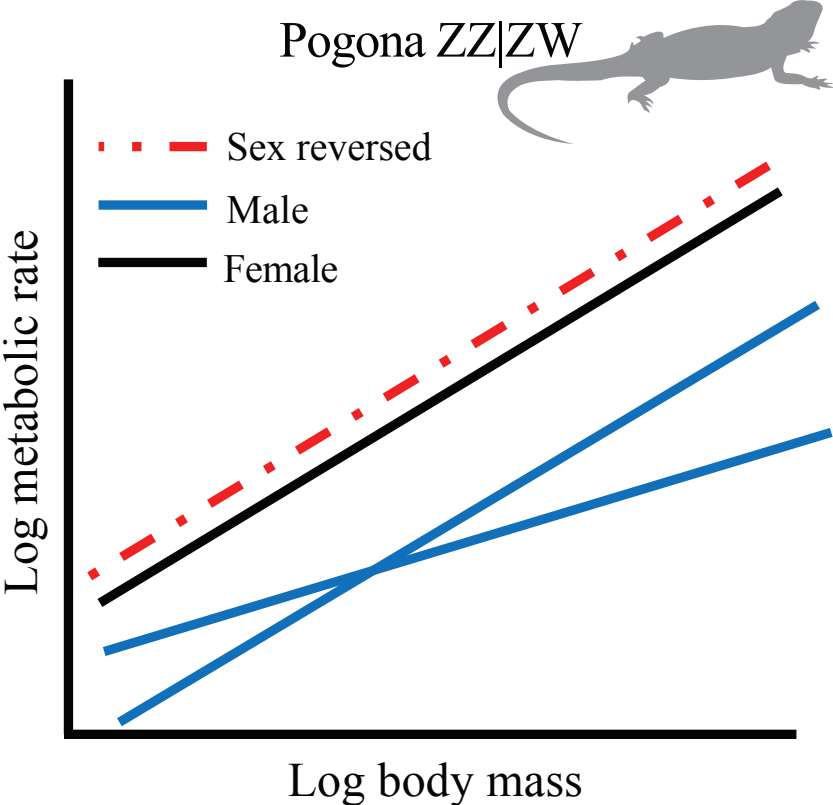 Pogona ZZ|ZW
Sex reversed
Male
Female
Log metabolic rate
Log body mass